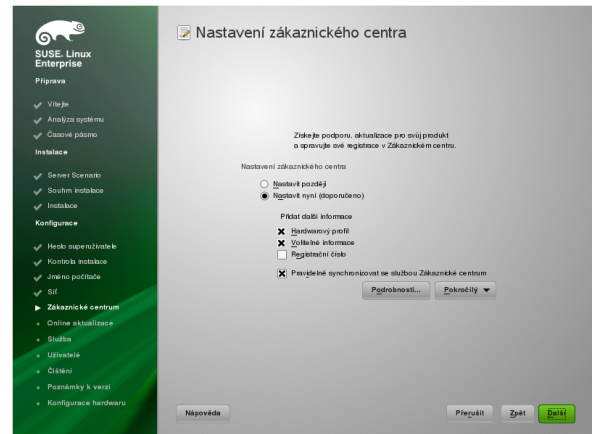 SUSE. Linux
Enterprise
Příprava
Vítejte
Analýza systému
Časové pásmo
Instalace
Server Scenario
Souhrn instalace
Instalace
Konfigurace
Heslo superuživatele
Kontrola instalace
Jméno počítače
Síť
Zákaznické centrum
Online aktualizace
Služba
Uživatelé
Čištění
Poznámky k verzi
Konfigurace hardwaru
Nastavení zákaznického centra
Získejte podporu, aktualizace pro svůj produkt
a spravujte své registrace v Zákaznickém centru.
Nastavení zákaznického centra
Nastavit později
Nastavit nyní (doporučeno)
Přidat další informace
Hardwarový profil
Volitelné informace
Registrační číslo
Pravidelně synchronizovat se službou Zákaznické centrum
Podrobnosti... Pokročilý
Nápověda Přerušit Zpět Další